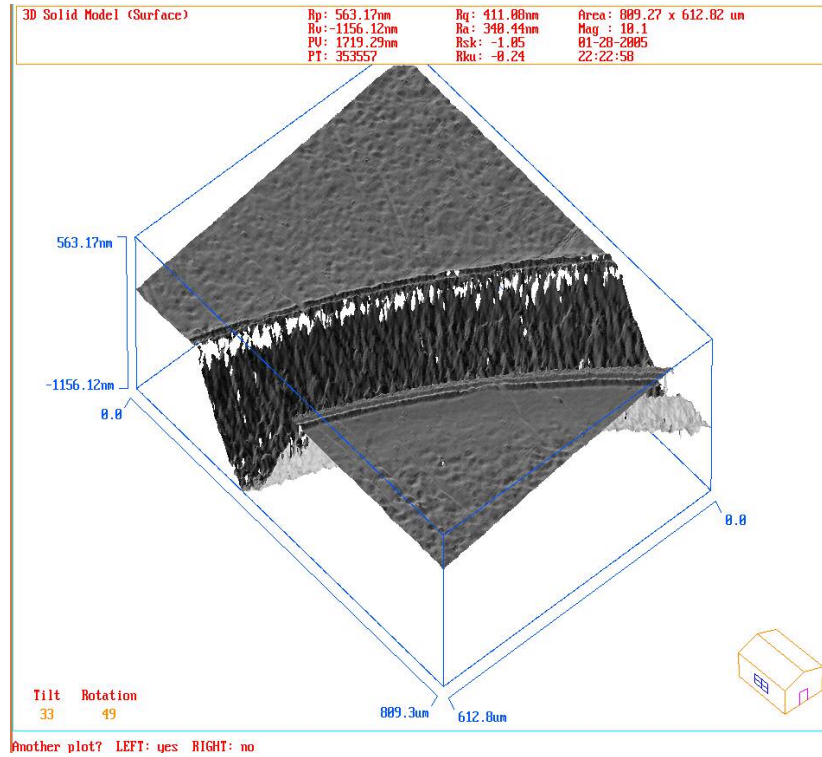 3D Solid Model (Surface)
Rp: 563.17nm Rq: 411.08nm Area: 809.27 x 612.82 um
Rv:-1156.12nm Ra: 340.44nm Mag : 10.1
PV: 1719.29nm Rsk: -1.05 01-28-2005
PT: 353557 Rku: -0.24 22:22:58
563.17nm
-1156.12nm
0.0
0.0
809.3um 612.8um
Tilt Rotation
33 49
Another plot? LEFT: yes RIGHT: no